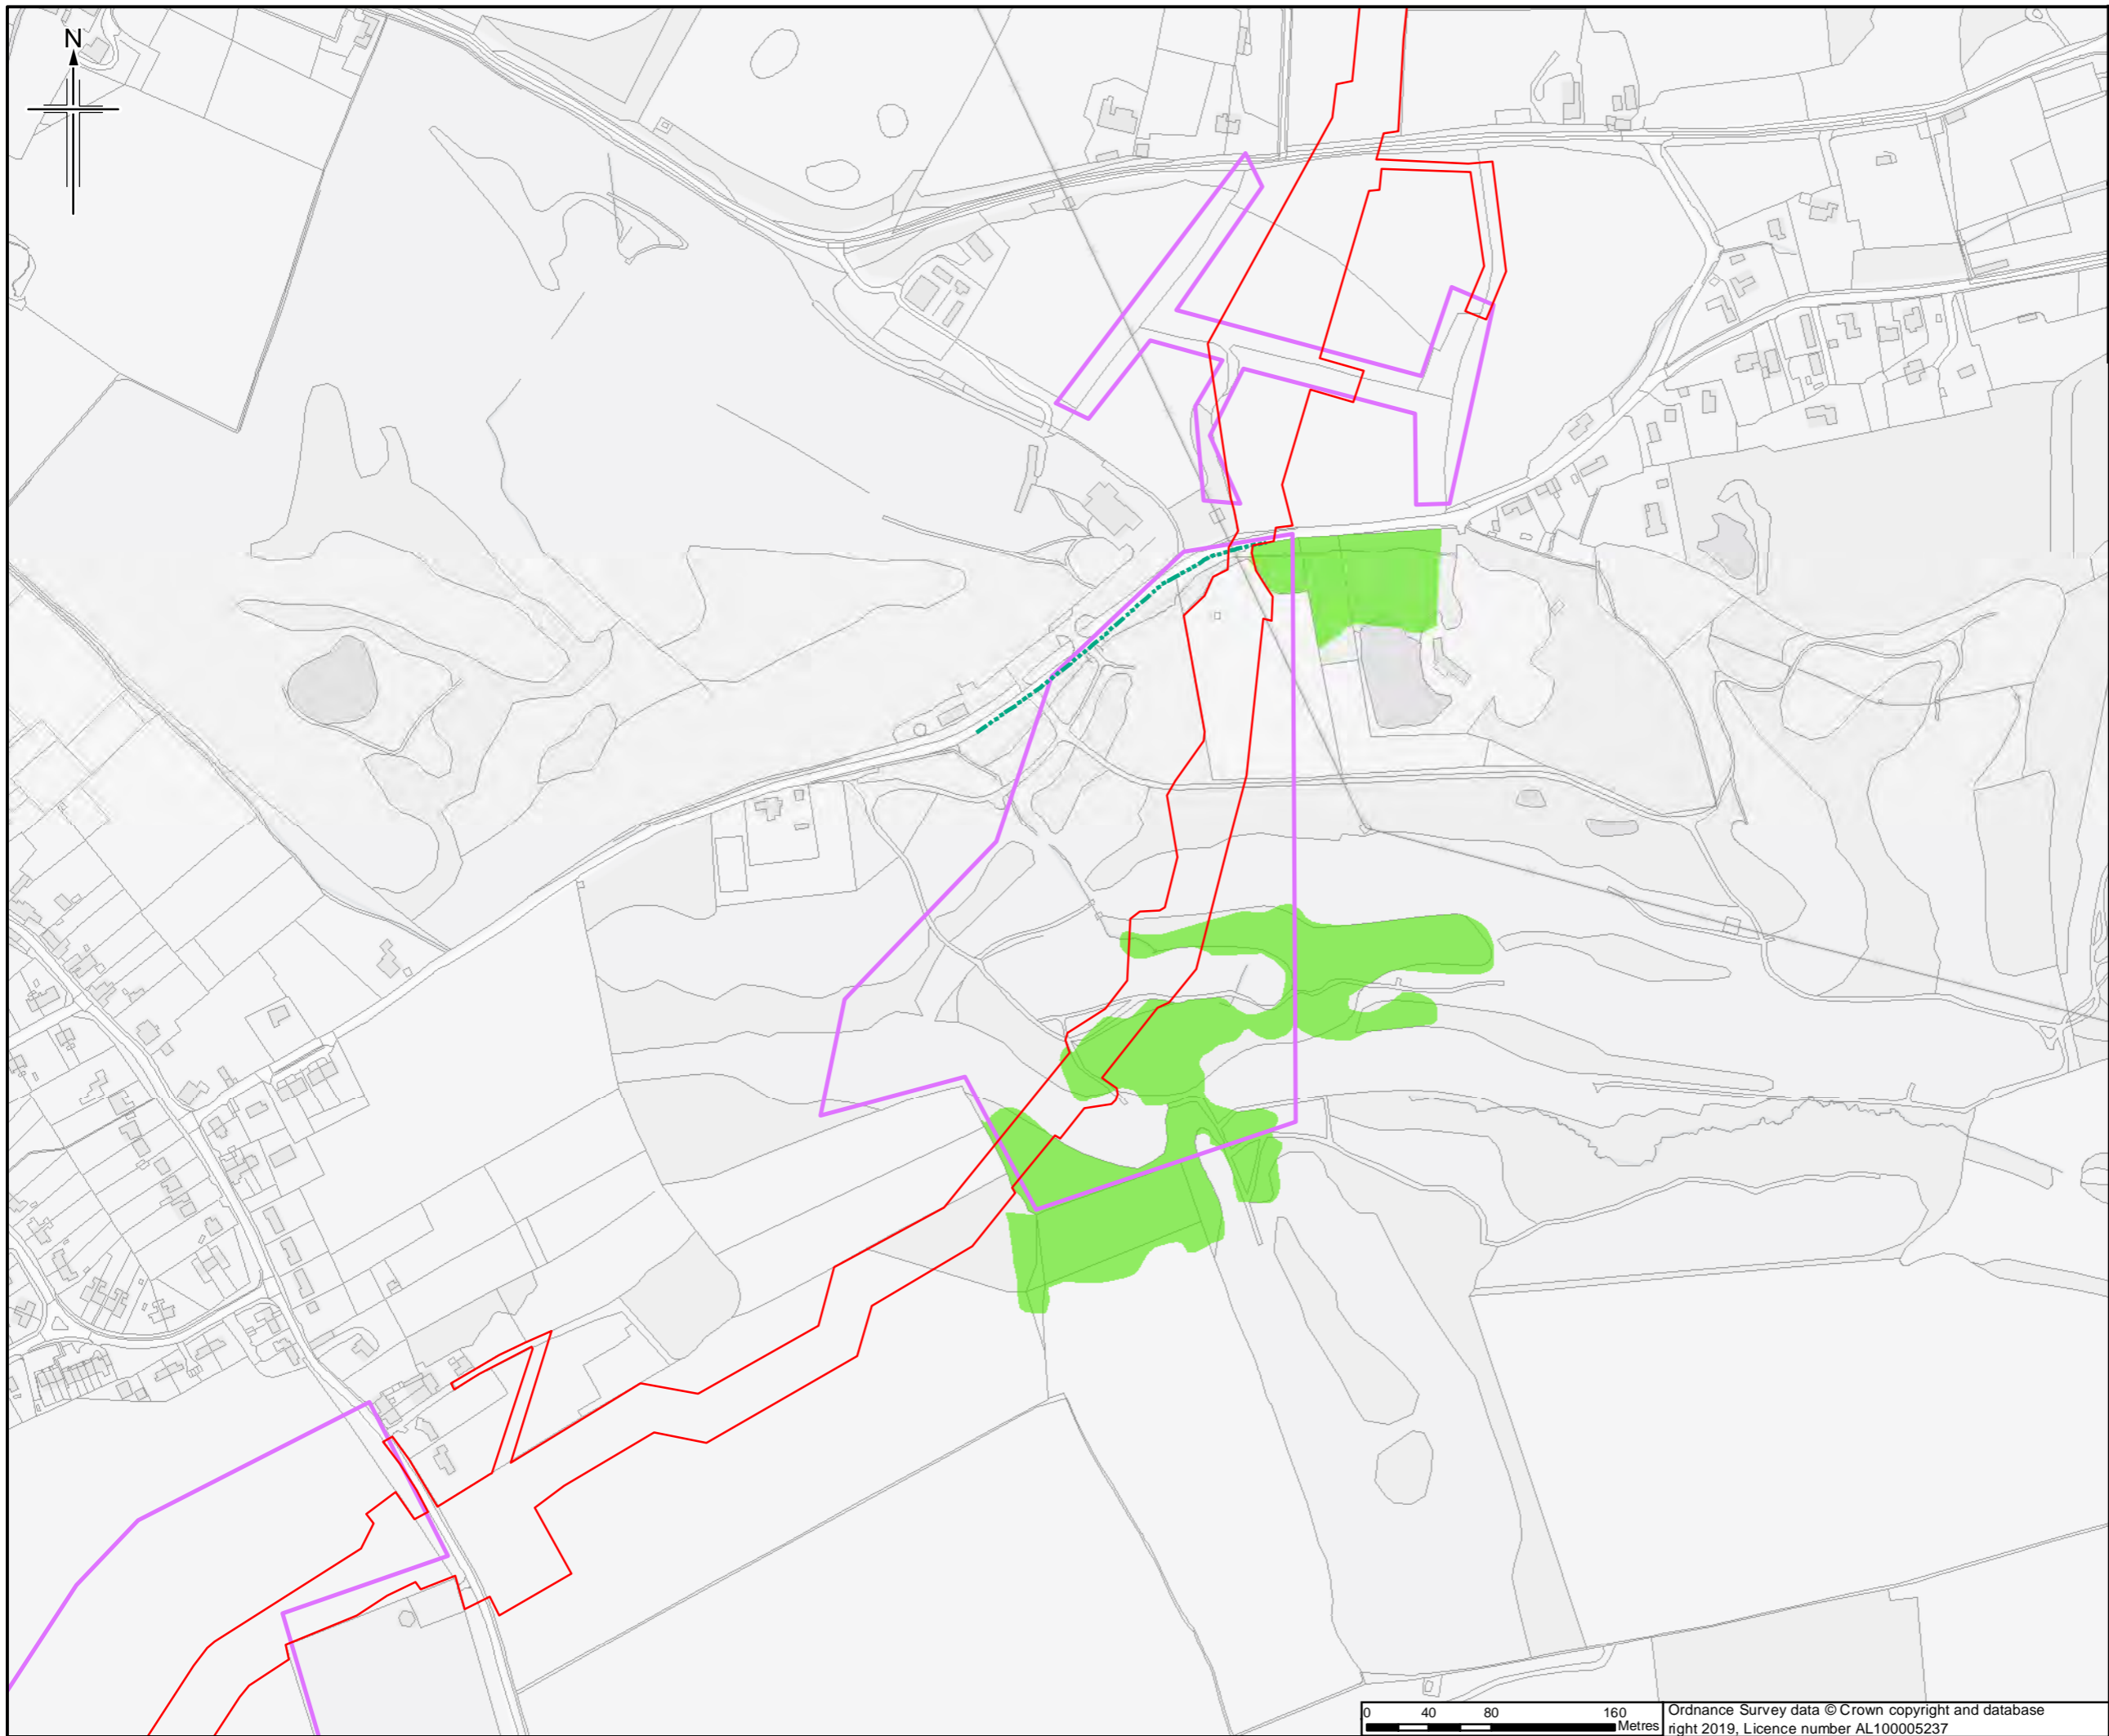 N
0 40 80 160
Metres
Ordnance Survey data © Crown copyright and database
right 2019, Licence number AL100005237